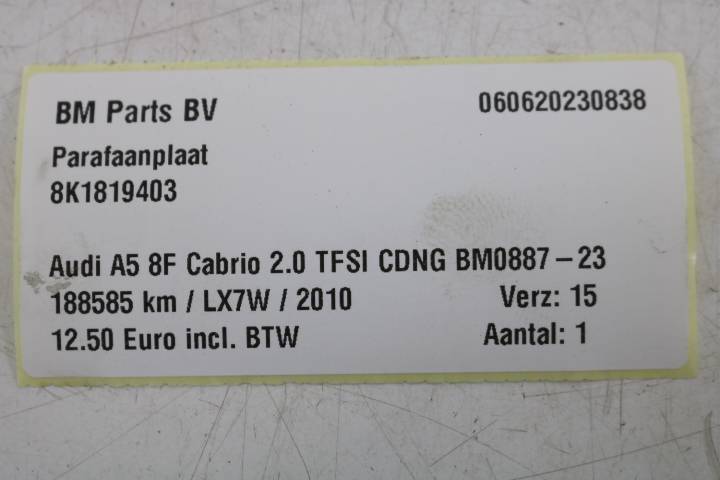 BM Parts BV 060620230838
Parafaanplaat
8K1819403
Audi A5 8F Cabrio 2.0 TFSI CDNG BM0887-23
188585 km / LX7W / 2010 Verz: 15
12.50 Euro incl. BTW Aantal: 1